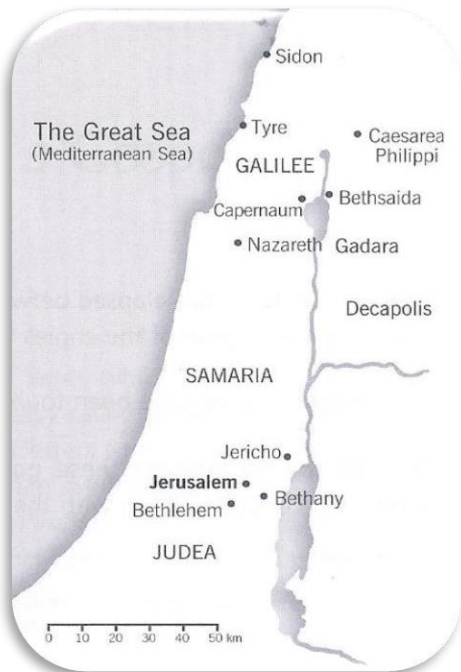 Sidon
The Great Sea
(Mediterranean Sea)
Tyre
Caesarea
Philippi
GALILEE
Capernaum
Bethsaida
Nazareth
Gadara
Decapolis
SAMARIA
Jericho
Jerusalem
Bethany
Bethlehem
JUDEA
0 10 20 30 40 50 km